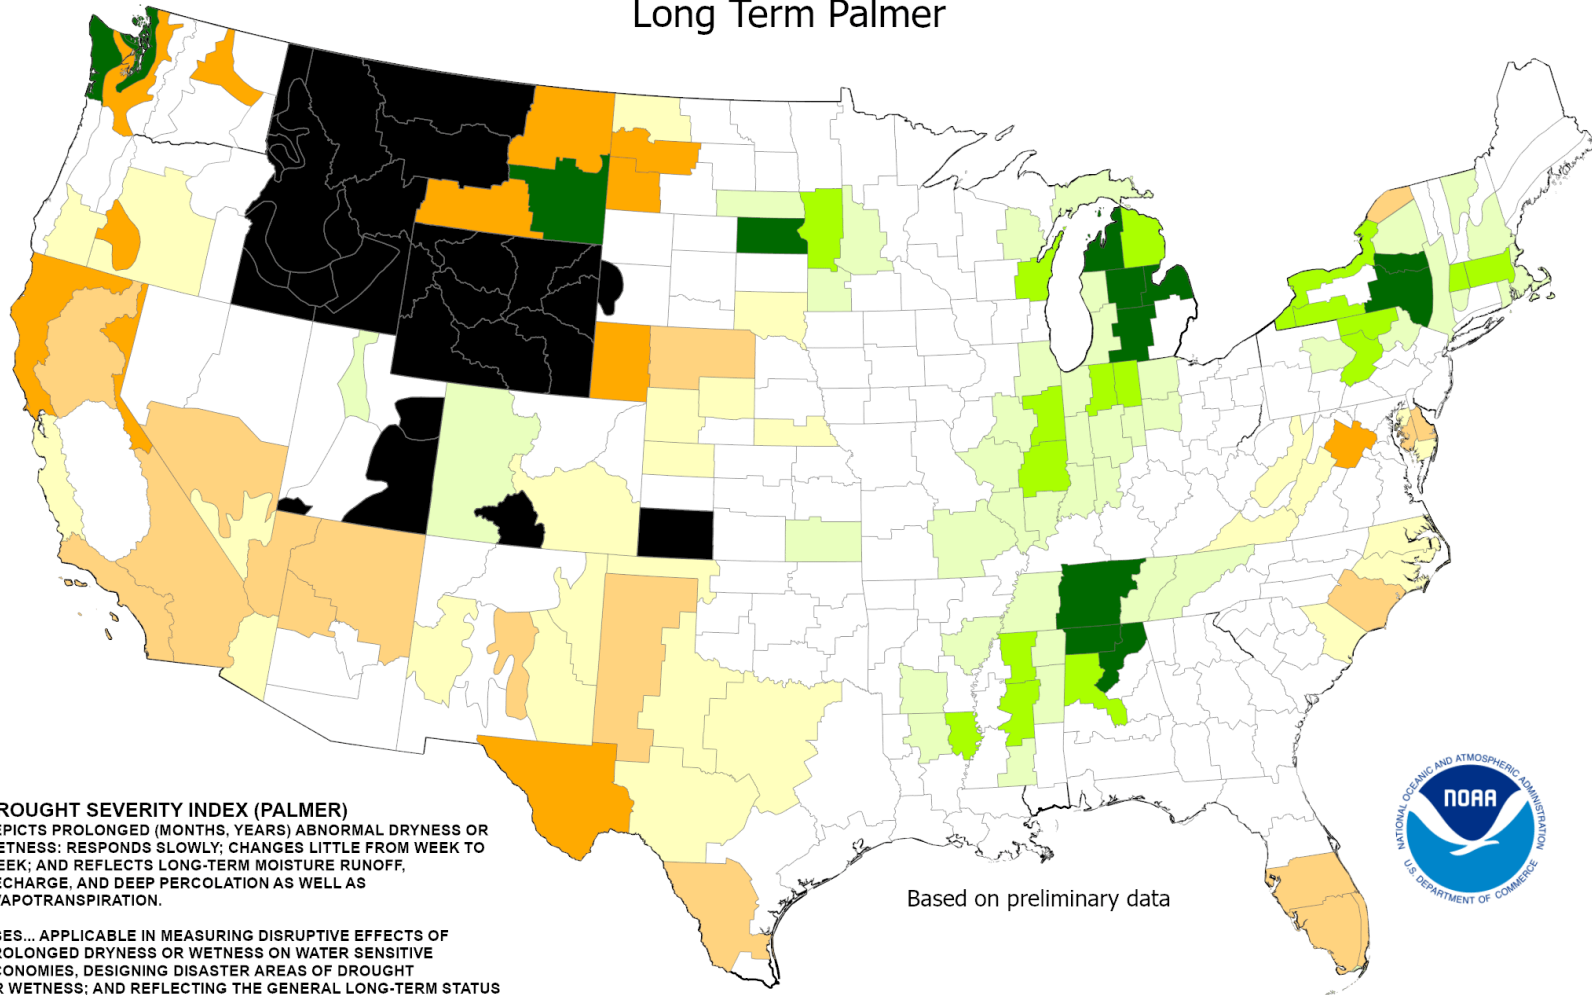 Long Term Palmer
ROUGHT SEVERITY INDEX (PALMER)
EPICTS PROLONGED (MONTHS, YEARS) ABNORMAL DRYNESS OR
ETNESS: RESPONDS SLOWLY; CHANGES LITTLE FROM WEEK TO
EEK; AND REFLECTS LONG-TERM MOISTURE RUNOFF,
ECHARGE, AND DEEP PERCOLATION AS WELL AS
VAPOTRANSPIRATION.
SES... APPLICABLE IN MEASURING DISRUPTIVE EFFECTS OF
ROLONGED DRYNESS OR WETNESS ON WATER SENSITIVE
CONOMIES, DESIGNING DISASTER AREAS OF DROUGHT
R WETNESS; AND REFLECTING THE GENERAL LONG-TERM STATUS
Based on preliminary data
NATIONAL OCEANIC AND ATMOSPHERIC ADMINISTRATION
NOAA
U.S. DEPARTMENT OF COMMERCE